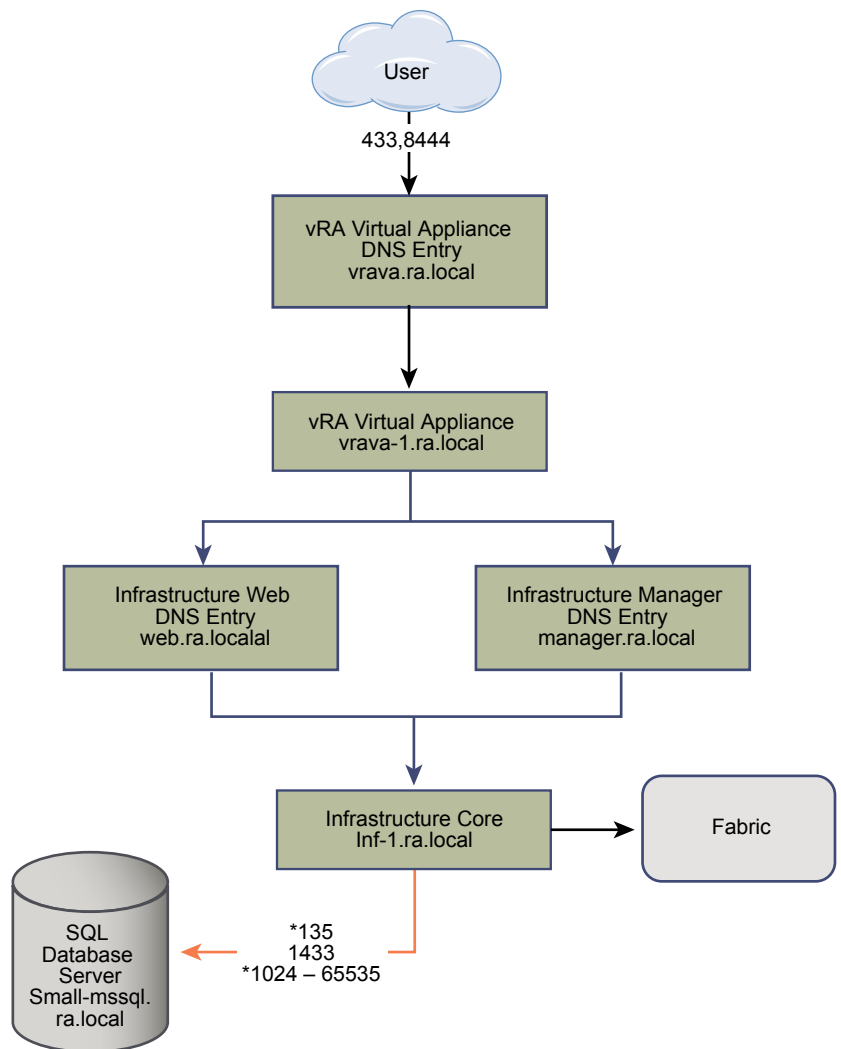 User
433,8444
vRA Virtual Appliance
DNS Entry
vrava.ra.local
vRA Virtual Appliance
vrava-1.ra.local
Infrastructure Web
DNS Entry
web.ra.localal
Infrastructure Manager
DNS Entry
manager.ra.local
Infrastructure Core
Inf-1.ra.local
Fabric
*135
1433
*1024 – 65535
SQL
Database
Server
Small-mssql.
ra.local